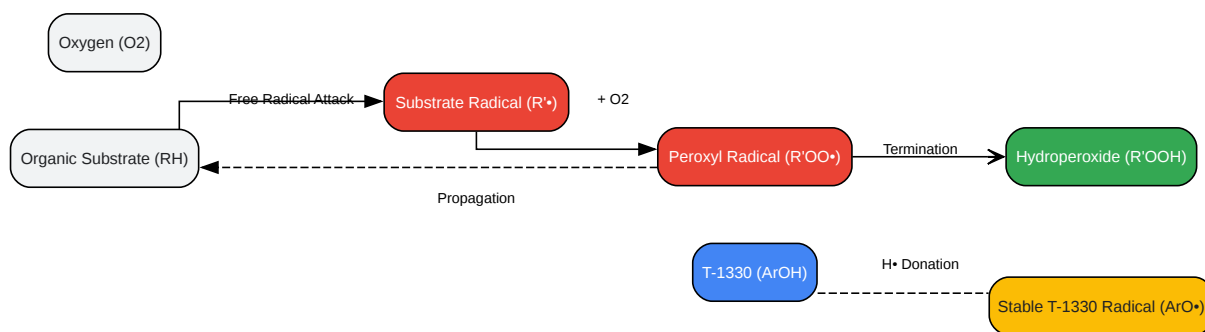 Oxygen (O2)
Free Radical Attack
Substrate Radical (R'•)
+ O2
Organic Substrate (RH)
Peroxyl Radical (R'OO•)
Termination
Hydroperoxide (R'OOH)
Propagation
T-1330 (ArOH)
H• Donation
Stable T-1330 Radical (ArO•)